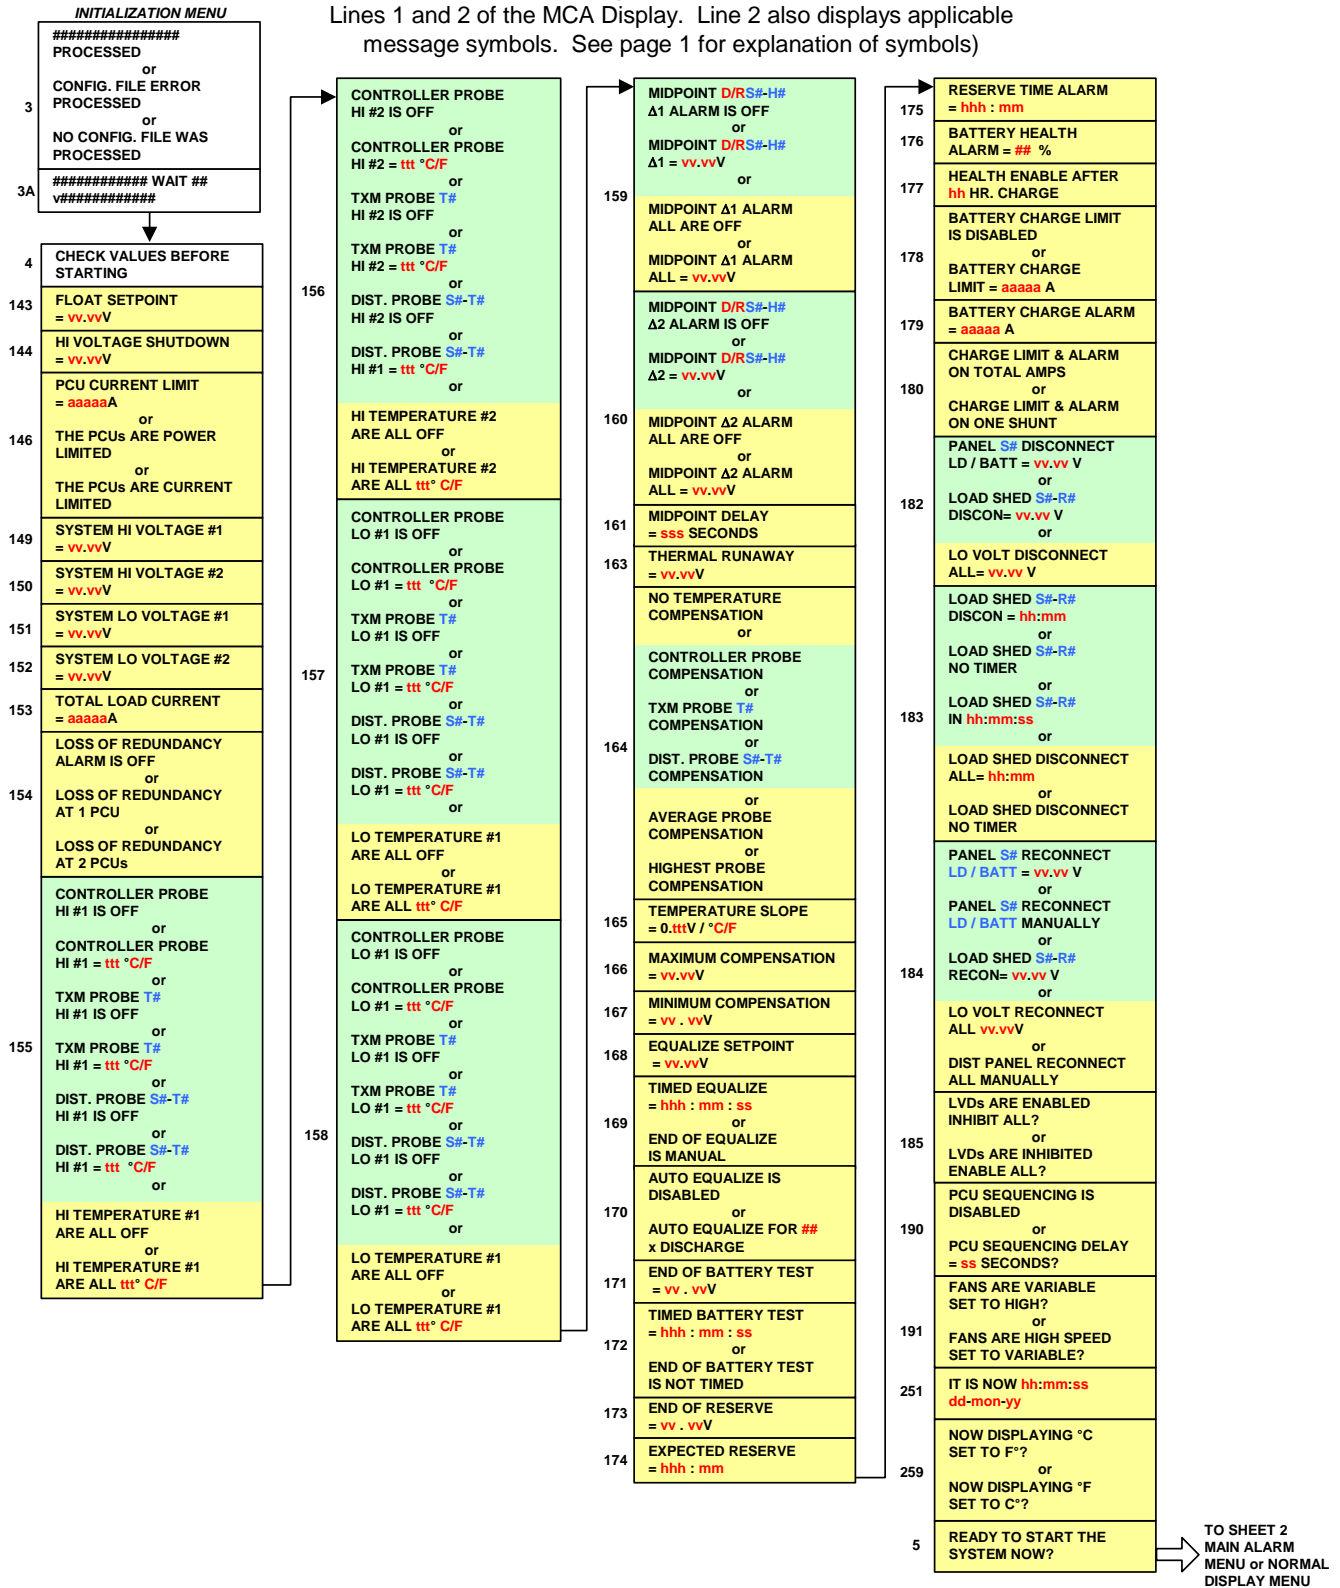 INITIALIZATION MENU
Lines 1 and 2 of the MCA Display. Line 2 also displays applicable
message symbols. See page 1 for explanation of symbols)
3
################
PROCESSED
or
CONFIG. FILE ERROR
PROCESSED
or
NO CONFIG. FILE WAS
PROCESSED
3A
############ WAIT ##
v############
4
CHECK VALUES BEFORE
STARTING
143
FLOAT SETPOINT
= vv.vvV
144
HI VOLTAGE SHUTDOWN
= vv.vvV
146
PCU CURRENT LIMIT
= aaaaaA
or
THE PCUs ARE POWER
LIMITED
or
THE PCUs ARE CURRENT
LIMITED
149
SYSTEM HI VOLTAGE #1
= vv.vvV
150
SYSTEM HI VOLTAGE #2
= vv.vvV
151
SYSTEM LO VOLTAGE #1
= vv.vvV
152
SYSTEM LO VOLTAGE #2
= vv.vvV
153
TOTAL LOAD CURRENT
= aaaaaA
154
LOSS OF REDUNDANCY
ALARM IS OFF
or
LOSS OF REDUNDANCY
AT 1 PCU
or
LOSS OF REDUNDANCY
AT 2 PCUs
155
CONTROLLER PROBE
HI #1 IS OFF
or
CONTROLLER PROBE
HI #1 = ttt °C/F
or
TXM PROBE T#
HI #1 IS OFF
or
TXM PROBE T#
HI #1 = ttt °C/F
or
DIST. PROBE S#-T#
HI #1 IS OFF
or
DIST. PROBE S#-T#
HI #1 = ttt °C/F
or
HI TEMPERATURE #1
ARE ALL OFF
or
HI TEMPERATURE #1
ARE ALL ttt° C/F
156
CONTROLLER PROBE
HI #2 IS OFF
or
CONTROLLER PROBE
HI #2 = ttt °C/F
or
TXM PROBE T#
HI #2 IS OFF
or
TXM PROBE T#
HI #2 = ttt °C/F
or
DIST. PROBE S#-T#
HI #2 IS OFF
or
DIST. PROBE S#-T#
HI #1 = ttt °C/F
or
HI TEMPERATURE #2
ARE ALL OFF
or
HI TEMPERATURE #2
ARE ALL ttt° C/F
157
CONTROLLER PROBE
LO #1 IS OFF
or
CONTROLLER PROBE
LO #1 = ttt °C/F
or
TXM PROBE T#
LO #1 IS OFF
or
TXM PROBE T#
LO #1 = ttt °C/F
or
DIST. PROBE S#-T#
LO #1 IS OFF
or
DIST. PROBE S#-T#
LO #1 = ttt °C/F
or
LO TEMPERATURE #1
ARE ALL OFF
or
LO TEMPERATURE #1
ARE ALL ttt° C/F
158
CONTROLLER PROBE
LO #1 IS OFF
or
CONTROLLER PROBE
LO #1 = ttt °C/F
or
TXM PROBE T#
LO #1 IS OFF
or
TXM PROBE T#
LO #1 = ttt °C/F
or
DIST. PROBE S#-T#
LO #1 IS OFF
or
DIST. PROBE S#-T#
LO #1 = ttt °C/F
or
LO TEMPERATURE #1
ARE ALL OFF
or
LO TEMPERATURE #1
ARE ALL ttt° C/F
159
MIDPOINT D/RS#-H#
Δ1 ALARM IS OFF
or
MIDPOINT D/RS#-H#
Δ1 = vv.vvV
or
MIDPOINT Δ1 ALARM
ALL ARE OFF
or
MIDPOINT Δ1 ALARM
ALL = vv.vvV
160
MIDPOINT D/RS#-H#
Δ2 ALARM IS OFF
or
MIDPOINT D/RS#-H#
Δ2 = vv.vvV
or
MIDPOINT Δ2 ALARM
ALL ARE OFF
or
MIDPOINT Δ2 ALARM
ALL = vv.vvV
161
MIDPOINT DELAY
= sss SECONDS
163
THERMAL RUNAWAY
= vv.vvV
164
NO TEMPERATURE
COMPENSATION
or
CONTROLLER PROBE
COMPENSATION
or
TXM PROBE T#
COMPENSATION
or
DIST. PROBE S#-T#
COMPENSATION
or
AVERAGE PROBE
COMPENSATION
or
HIGHEST PROBE
COMPENSATION
165
TEMPERATURE SLOPE
= 0.tttV / °C/F
166
MAXIMUM COMPENSATION
= vv.vvV
167
MINIMUM COMPENSATION
= vv . vvV
168
EQUALIZE SETPOINT
= vv.vvV
169
TIMED EQUALIZE
= hhh : mm : ss
or
END OF EQUALIZE
IS MANUAL
170
AUTO EQUALIZE IS
DISABLED
or
AUTO EQUALIZE FOR ##
x DISCHARGE
171
END OF BATTERY TEST
= vv . vvV
172
TIMED BATTERY TEST
= hhh : mm : ss
or
END OF BATTERY TEST
IS NOT TIMED
173
END OF RESERVE
= vv . vvV
174
EXPECTED RESERVE
= hhh : mm
175
RESERVE TIME ALARM
= hhh : mm
176
BATTERY HEALTH
ALARM = ## %
177
HEALTH ENABLE AFTER
hh HR. CHARGE
178
BATTERY CHARGE LIMIT
IS DISABLED
or
BATTERY CHARGE
LIMIT = aaaaa A
179
BATTERY CHARGE ALARM
= aaaaa A
180
CHARGE LIMIT & ALARM
ON TOTAL AMPS
or
CHARGE LIMIT & ALARM
ON ONE SHUNT
182
PANEL S# DISCONNECT
LD / BATT = vv.vv V
or
LOAD SHED S#-R#
DISCON= vv.vv V
or
LO VOLT DISCONNECT
ALL= vv.vv V
183
LOAD SHED S#-R#
DISCON = hh:mm
or
LOAD SHED S#-R#
NO TIMER
or
LOAD SHED S#-R#
IN hh:mm:ss
or
LOAD SHED DISCONNECT
ALL= hh:mm
or
LOAD SHED DISCONNECT
NO TIMER
184
PANEL S# RECONNECT
LD / BATT = vv.vv V
or
PANEL S# RECONNECT
LD / BATT MANUALLY
or
LOAD SHED S#-R#
RECON= vv.vv V
or
LO VOLT RECONNECT
ALL vv.vvV
or
DIST PANEL RECONNECT
ALL MANUALLY
185
LVDs ARE ENABLED
INHIBIT ALL?
or
LVDs ARE INHIBITED
ENABLE ALL?
190
PCU SEQUENCING IS
DISABLED
or
PCU SEQUENCING DELAY
= ss SECONDS?
191
FANS ARE VARIABLE
SET TO HIGH?
or
FANS ARE HIGH SPEED
SET TO VARIABLE?
251
IT IS NOW hh:mm:ss
dd-mon-yy
259
NOW DISPLAYING °C
SET TO F°?
or
NOW DISPLAYING °F
SET TO C°?
5
READY TO START THE
SYSTEM NOW?
TO SHEET 2
MAIN ALARM
MENU or NORMAL
DISPLAY MENU